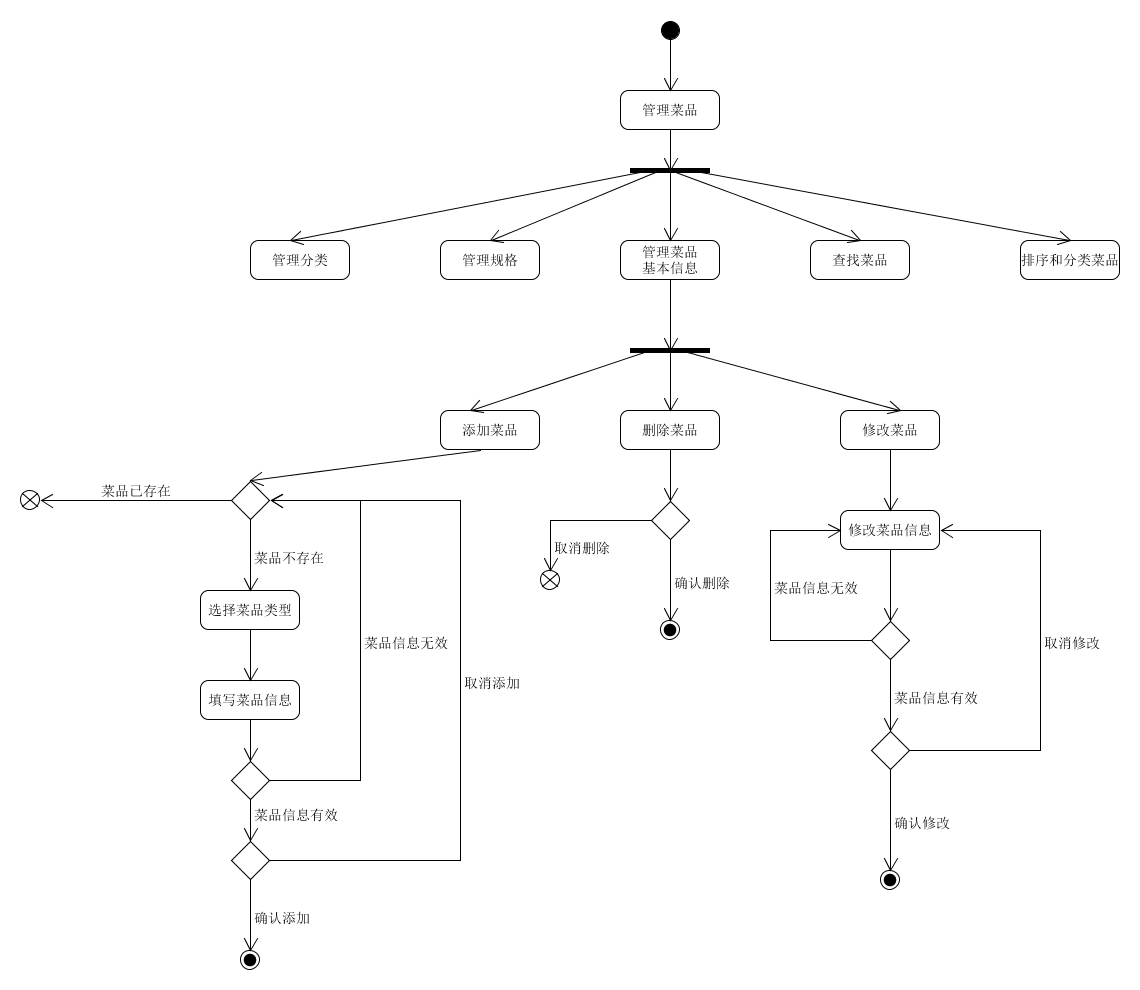 管理菜品
管理分类
管理规格
管理菜品
基本信息
查找菜品
排序和分类菜品
添加菜品
删除菜品
修改菜品
菜品已存在
菜品不存在
选择菜品类型
填写菜品信息
菜品信息无效
取消添加
菜品信息有效
确认添加
取消删除
确认删除
修改菜品信息
菜品信息无效
取消修改
菜品信息有效
确认修改